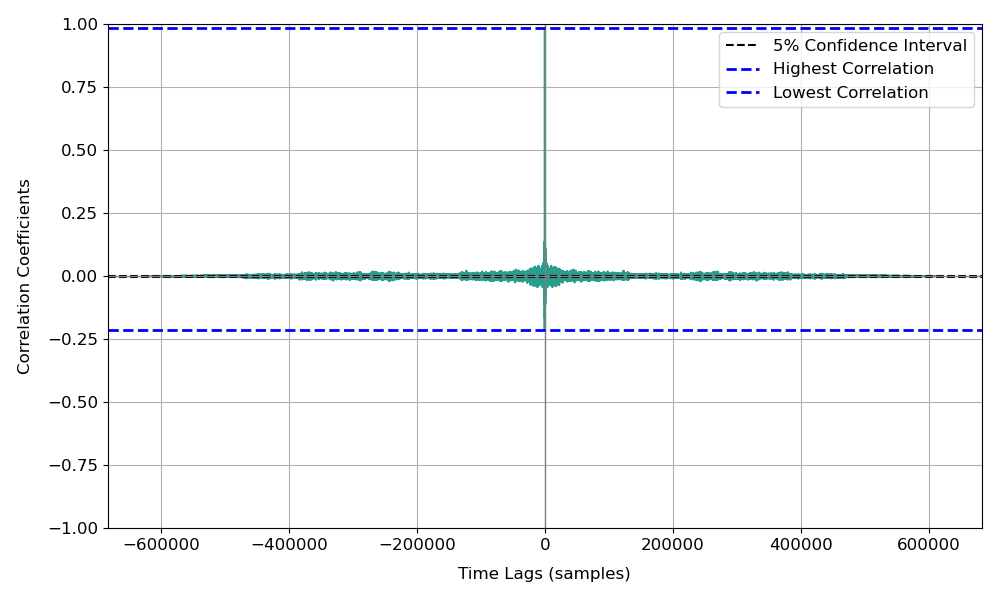 1.00
0.75
0.50
0.25
0.00
−0.25
−0.50
−0.75
−1.00
Correlation Coefficients
5% Confidence Interval
Highest Correlation
Lowest Correlation
−600000 −400000 −200000 0 200000 400000 600000
Time Lags (samples)